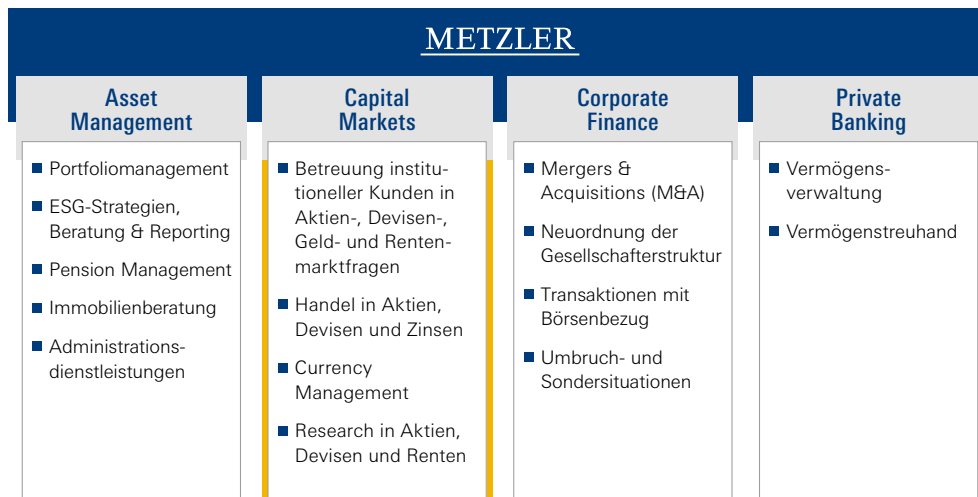 METZLER
Asset
Management
Portfoliomanagement
ESG-Strategien,
Beratung & Reporting
Pension Management
Immobilienberatung
Administrations-
dienstleistungen
Capital
Markets
Betreuung institu-
tioneller Kunden in
Aktien-, Devisen-,
Geld- und Renten-
marktfragen
Handel in Aktien,
Devisen und Zinsen
Currency
Management
Research in Aktien,
Devisen und Renten
Corporate
Finance
Mergers &
Acquisitions (M&A)
Neuordnung der
Gesellschafterstruktur
Transaktionen mit
Börsenbezug
Umbruch- und
Sondersituationen
Private
Banking
Vermögens-
verwaltung
Vermögenstreuhand